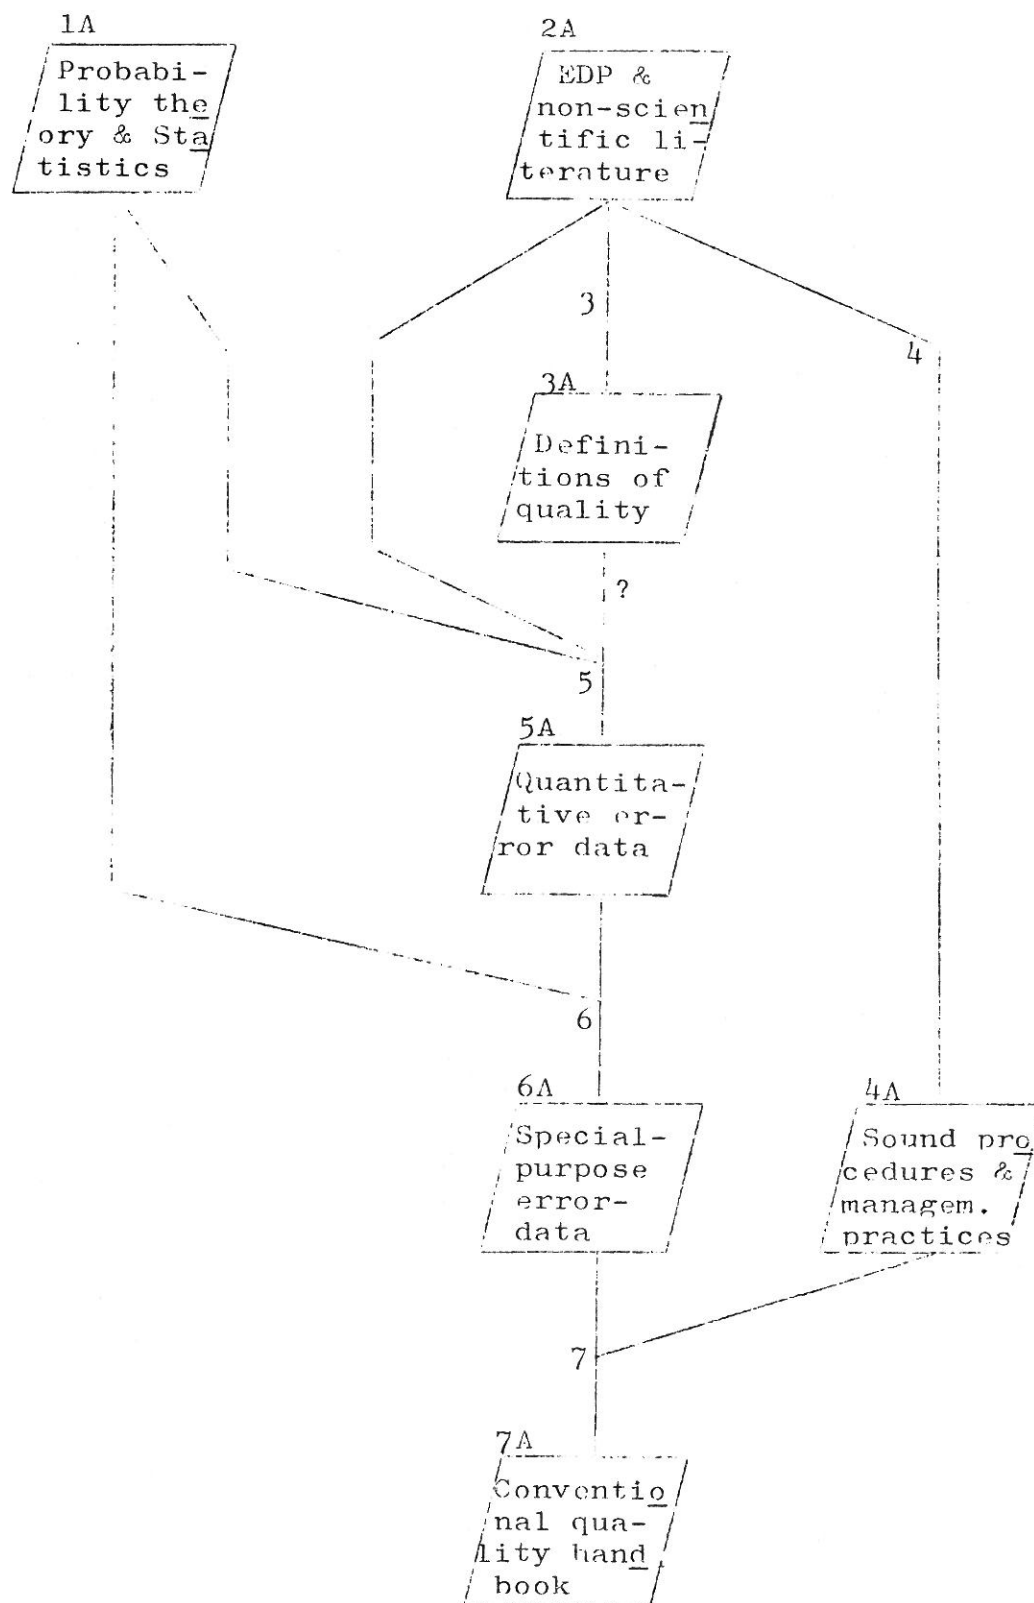 1A
Probabi-
lity the
ory & Sta
tistics
2A
EDP &
non-scien
tific li-
terature
3
4
3A
Defini-
tions of
quality
?
5
5A
Quantita-
tive er-
ror data
6
6A
Special-
purpose
error-
data
4A
Sound pro
cedures &
managem.
practices
7
7A
Conventio
nal qua-
lity hand
book